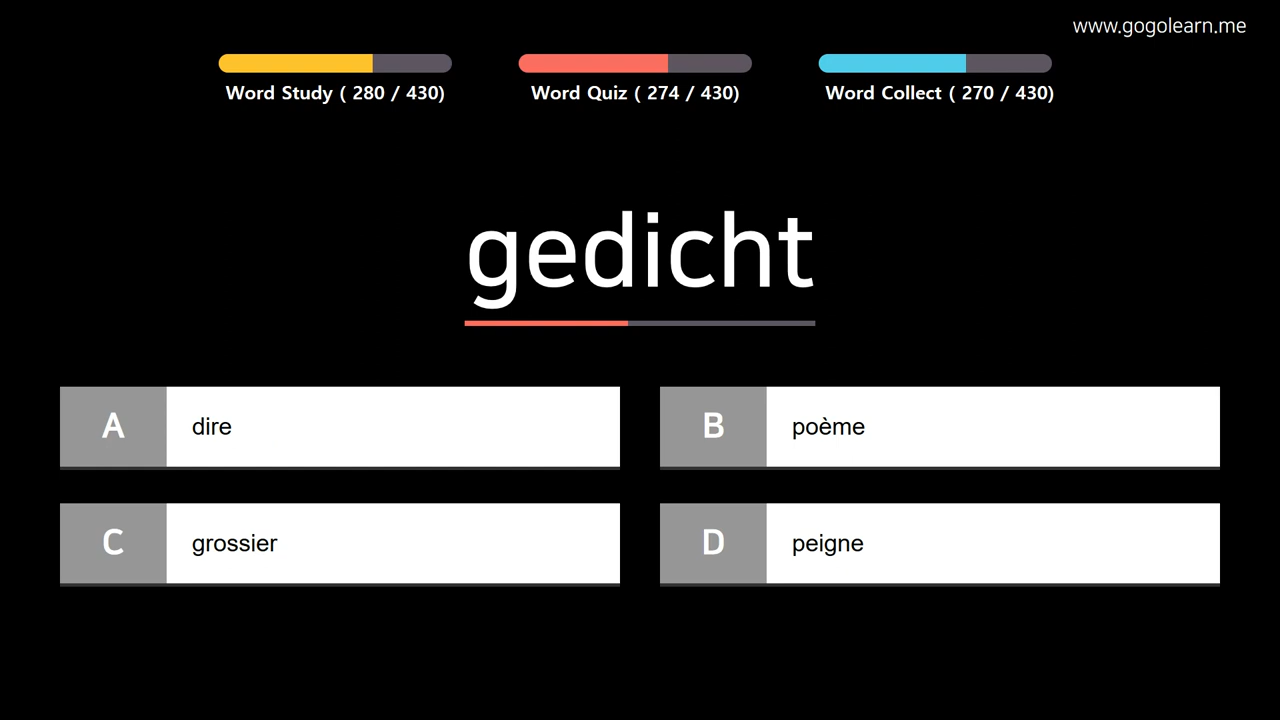 www.gogolearn.me
Word Study ( 280 / 430)
Word Quiz ( 274 / 430)
Word Collect ( 270 / 430)
gedicht
A dire
B poème
C grossier
D peigne